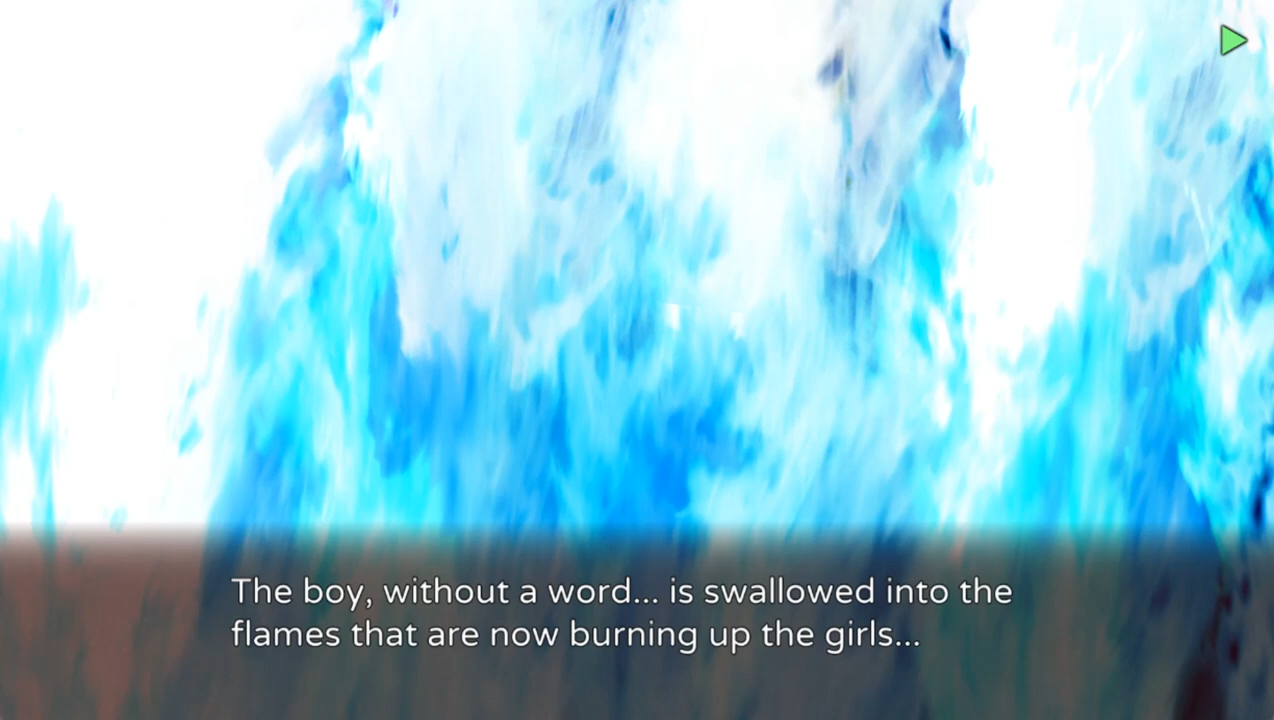 The boy, without a word... is swallowed into the
flames that are now burning up the girls...